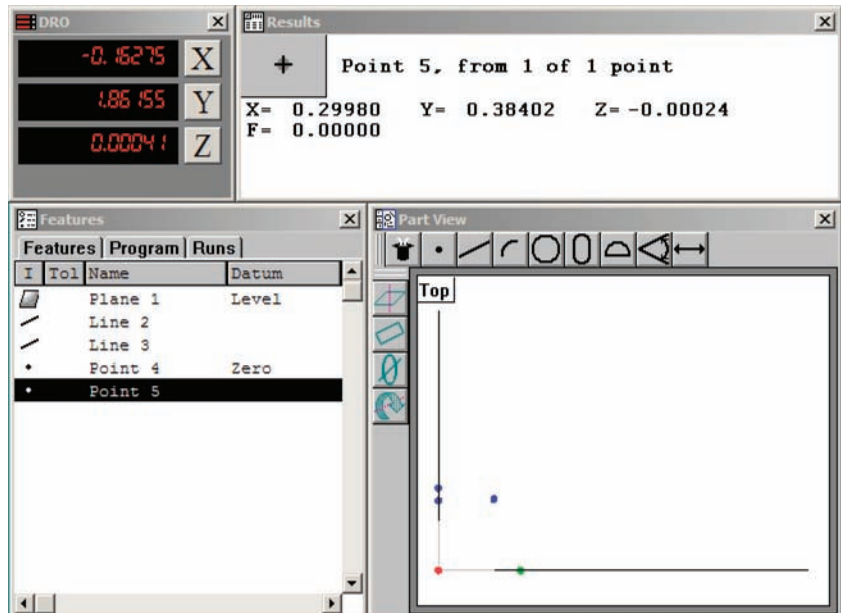 DRO
-0.16275 X
1.86155 Y
0.00041 Z
Results
Point 5, from 1 of 1 point
X= 0.29980 Y= 0.38402 Z=-0.00024
F= 0.00000
Features
Features Program Runs
I Tol Name Datum
Plane 1 Level
Line 2
Line 3
Point 4 Zero
Point 5
Part View
Top